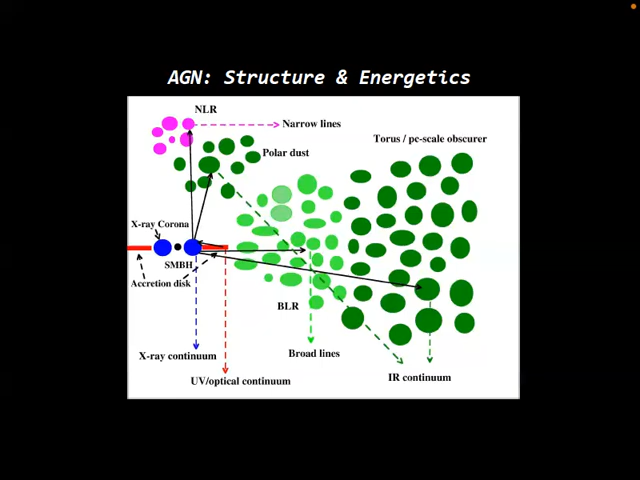 AGN: Structure & Energetics
NLR
Narrow lines
Torus / pc-scale obscurer
Polar dust
X-ray Corona
SMBH
Accretion disk
BLR
Broad lines
X-ray continuum
UV/optical continuum
IR continuum